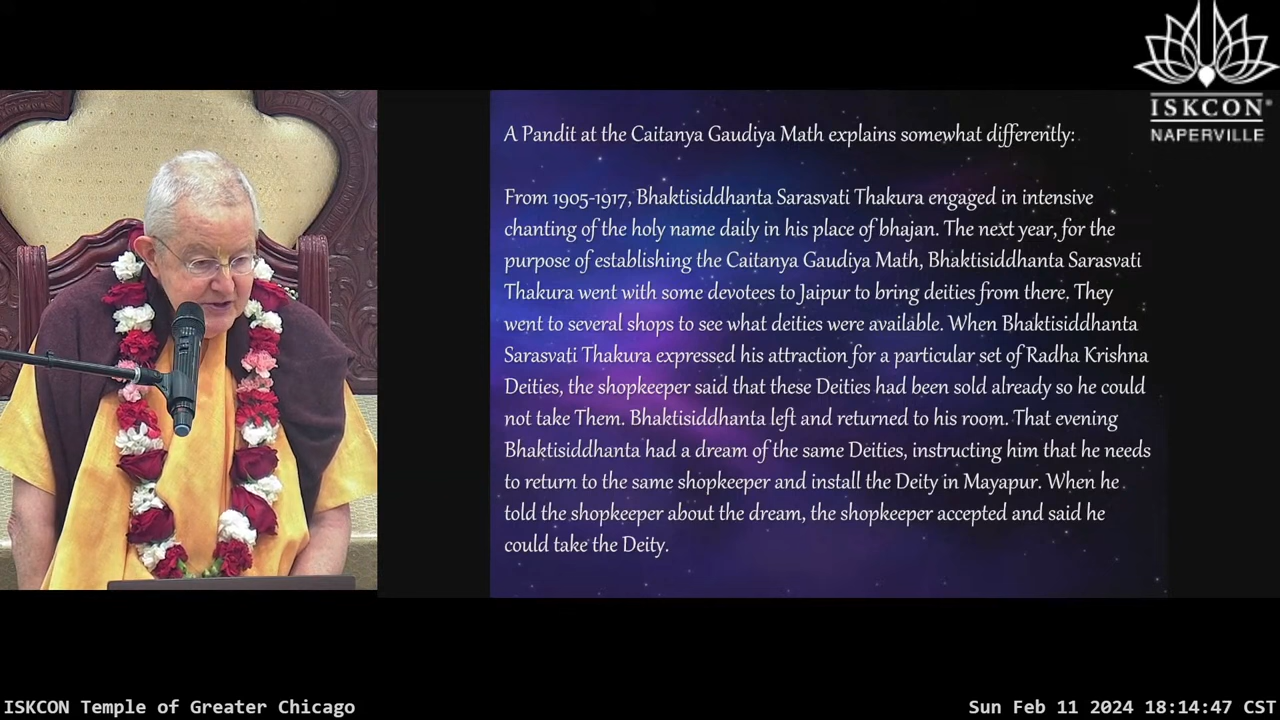 A Pandit at the Caitanya Gaudiya Math explains somewhat differently:
From 1905-1917, Bhaktisiddhanta Sarasvati Thakura engaged in intensive
chanting of the holy name daily in his place of bhajan. The next year, for the
purpose of establishing the Caitanya Gaudiya Math, Bhaktisiddhanta Sarasvati
Thakura went with some devotees to Jaipur to bring deities from there. They
went to several shops to see what deities were available. When Bhaktisiddhanta
Sarasvati Thakura expressed his attraction for a particular set of Radha Krishna
Deities, the shopkeeper said that these Deities had been sold already so he could
not take Them. Bhaktisiddhanta left and returned to his room. That evening
Bhaktisiddhanta had a dream of the same Deities, instructing him that he needs
to return to the same shopkeeper and install the Deity in Mayapur. When he
told the shopkeeper about the dream, the shopkeeper accepted and said he
could take the Deity.
ISKCON®
NAPERVILLE
ISKCON Temple of Greater Chicago
Sun Feb 11 2024 18:14:47 CST